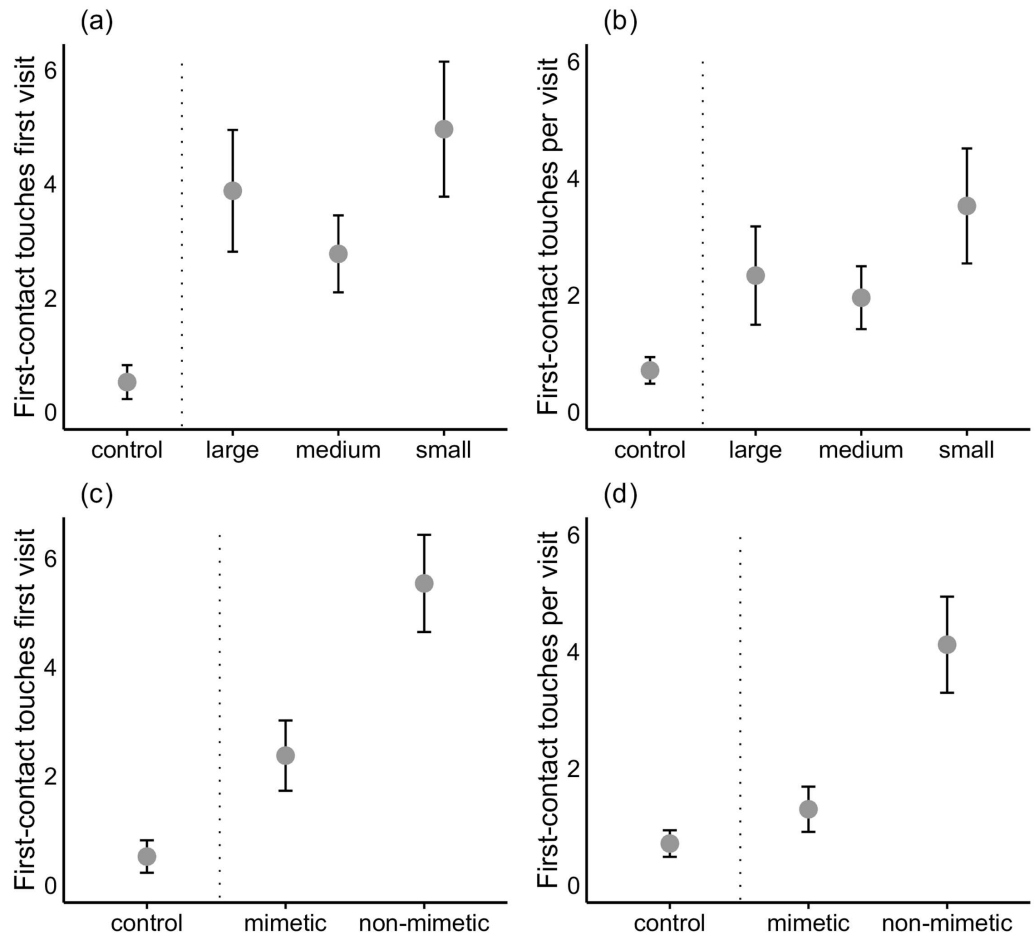 (a)
First-contact touches first visit
6
4
2
0
control large medium small
(b)
First-contact touches per visit
6
4
2
0
control large medium small
(c)
First-contact touches first visit
6
4
2
0
control mimetic non-mimetic
(d)
First-contact touches per visit
6
4
2
0
control mimetic non-mimetic